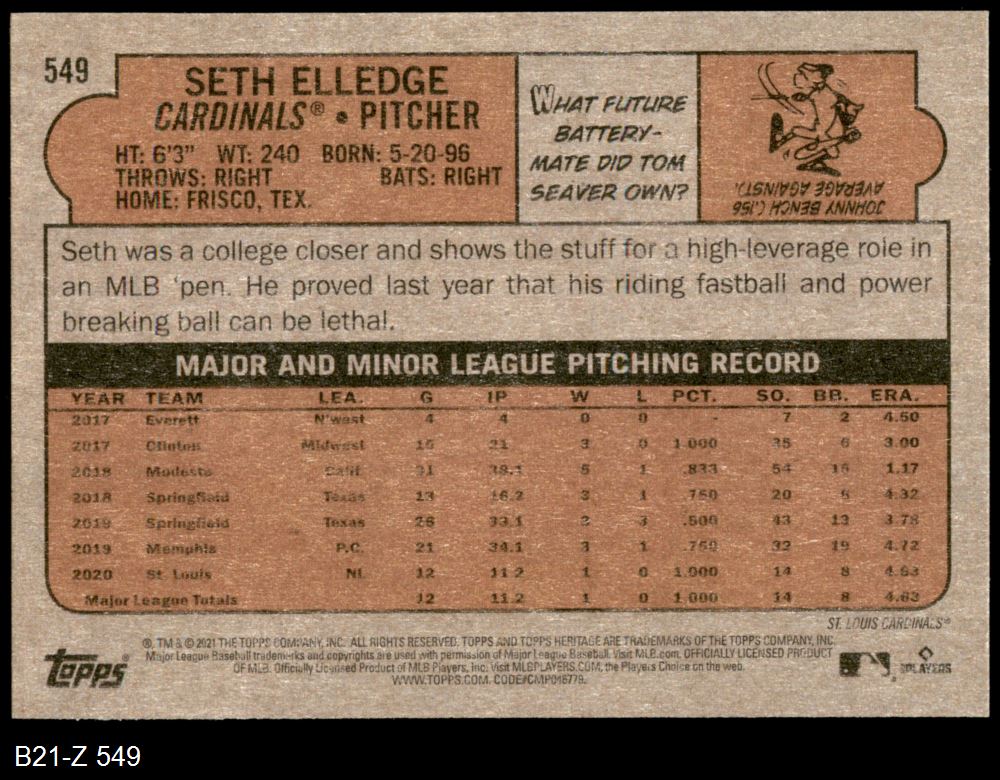 549
SETH ELLEDGE
CARDINALS® • PITCHER
HT: 6'3" WT: 240 BORN: 5-20-96
THROWS: RIGHT BATS: RIGHT
HOME: FRISCO, TEX.
WHAT FUTURE
BATTERY-
MATE DID TOM
SEAVER OWN?
JOHNNY BENCH (.156
AVERAGE AGAINST).
Seth was a college closer and shows the stuff for a high-leverage role in
an MLB 'pen. He proved last year that his riding fastball and power
breaking ball can be lethal.
MAJOR AND MINOR LEAGUE PITCHING RECORD
YEAR TEAM LEA. G IP W L PCT. SO. BB. ERA.
2017 Everett N'west 4 4 0 0 - 7 2 4.50
2017 Clinton Midwest 21 3 0 1.000 35 6 3.00
2018 Modesto Calif. 31 38.1 5 1 .833 54 1.17
2018 Springfield Texas 13 16.2 3 1 .750 20 4.32
2019 Springfield Texas 26 33.1 3 3 .500 43 13 3.78
2019 Memphis P.C. 21 34.1 3 1 .750 32 19 4.72
2020 St. Louis NL 12 11.2 1 0 1.000 14 8 4.63
Major League Totals 12 11.2 1 0 1.000 14 8 4.63
ST. LOUIS CARDINALS®
®, TM & © 2021 THE TOPPS COMPANY, INC. ALL RIGHTS RESERVED. TOPPS AND TOPPS HERITAGE ARE TRADEMARKS OF THE TOPPS COMPANY, INC.
Major League Baseball trademarks and copyrights are used with permission of Major League Baseball. Visit MLB.com. OFFICIALLY LICENSED PRODUCT
OF MLB. Officially Licensed Product of MLB Players, Inc. Visit MLBPLAYERS.COM, the Players Choice on the web.
WWW.TOPPS.COM. CODE#CMP016778.
Topps
PLAYERS
B21-Z 549